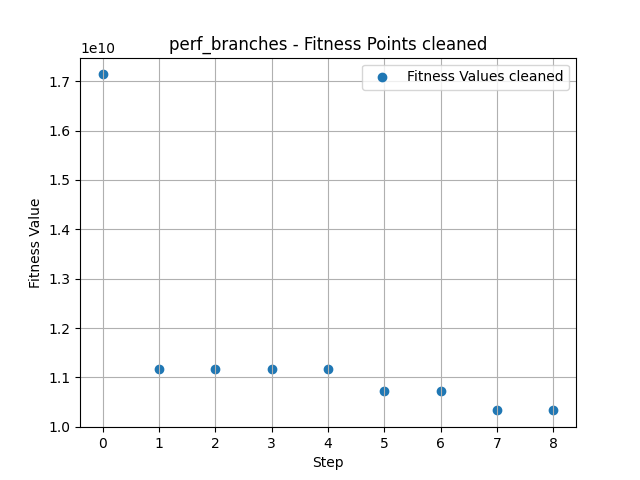 perf_branches - Fitness Points cleaned
1e10
Fitness Values cleaned
1.7
1.6
1.5
1.4
1.3
1.2
1.1
1.0
Fitness Value
0 1 2 3 4 5 6 7 8
Step